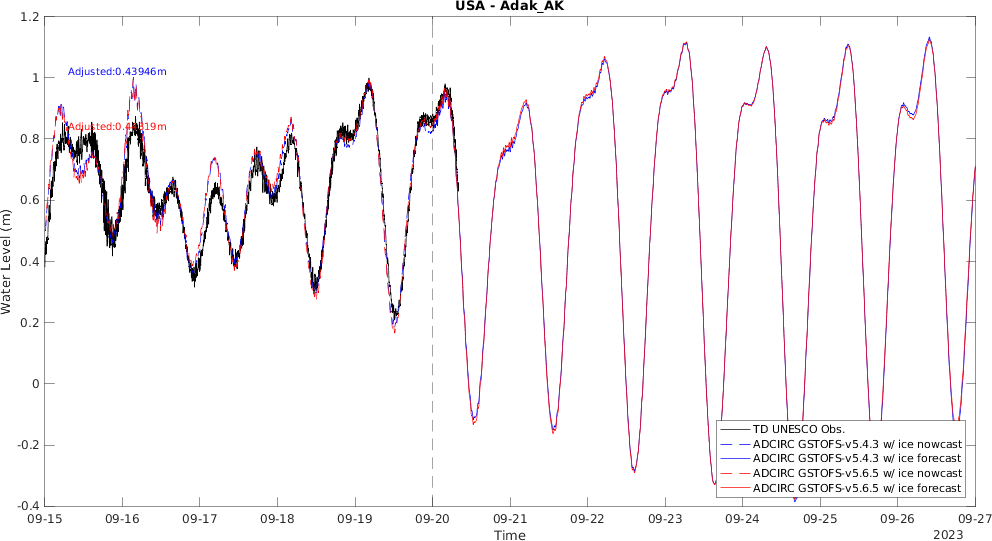 USA - Adak_AK
Water Level (m)
1.2
1
0.8
0.6
0.4
0.2
0
-0.2
-0.4
Adjusted:0.43946m
TD UNESCO Obs.
ADCIRC GSTOFS-v5.4.3 w/ ice nowcast
ADCIRC GSTOFS-v5.4.3 w/ ice forecast
ADCIRC GSTOFS-v5.6.5 w/ ice nowcast
ADCIRC GSTOFS-v5.6.5 w/ ice forecast
09-15 09-16 09-17 09-18 09-19 09-20 09-21 09-22 09-23 09-24 09-25 09-26 09-27
Time
2023